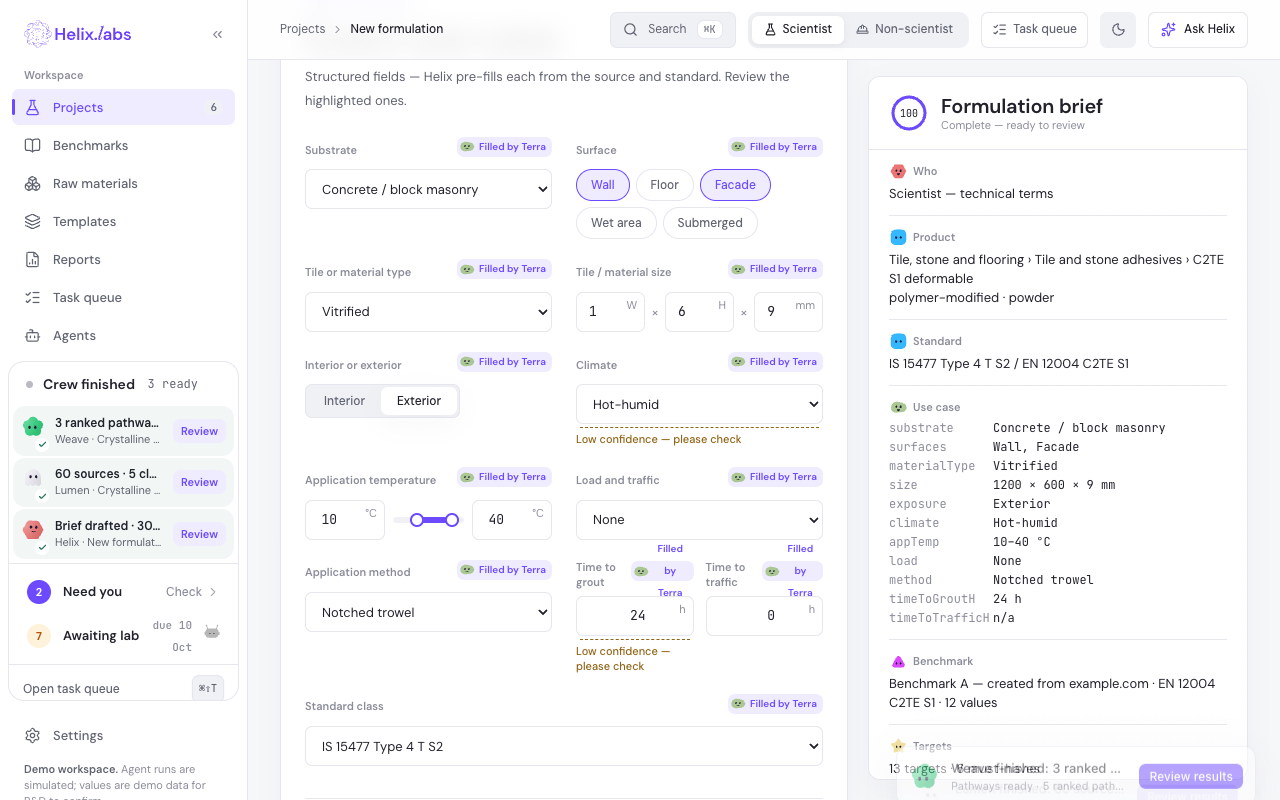 Helix.labs
Workspace
Projects 6
Benchmarks
Raw materials
Templates
Reports
Task queue
Agents
Crew finished 3 ready
3 ranked pathwa...
Weave · Crystalline ...
Review
60 sources · 5 cl...
Lumen · Crystalline ...
Review
Brief drafted · 30...
Helix · New formulat...
Review
2 Need you Check
7 Awaiting lab due 10 Oct
Open task queue ⌘⇧T
Settings
Demo workspace. Agent runs are
simulated; values are demo data for
Projects › New formulation
Search ⌘K
Scientist Non-scientist
Task queue
Ask Helix
Structured fields — Helix pre-fills each from the source and standard. Review the
highlighted ones.
Substrate Filled by Terra
Concrete / block masonry
Surface Filled by Terra
Wall Floor Facade
Wet area Submerged
Tile or material type Filled by Terra
Vitrified
Tile / material size Filled by Terra
1 W × 6 H × 9 mm
Interior or exterior Filled by Terra
Interior Exterior
Climate Filled by Terra
Hot-humid
Low confidence — please check
Application temperature Filled by Terra
10 °C 40 °C
Load and traffic Filled by Terra
None
Application method Filled by Terra
Notched trowel
Time to grout Filled by Terra
24 h
Low confidence —
please check
Time to traffic Filled by Terra
0 h
Standard class Filled by Terra
IS 15477 Type 4 T S2
100
Formulation brief
Complete — ready to review
Who
Scientist — technical terms
Product
Tile, stone and flooring › Tile and stone adhesives › C2TE
S1 deformable
polymer-modified · powder
Standard
IS 15477 Type 4 T S2 / EN 12004 C2TE S1
Use case
substrate Concrete / block masonry
surfaces Wall, Facade
materialType Vitrified
size 1200 × 600 × 9 mm
exposure Exterior
climate Hot-humid
appTemp 10–40 °C
load None
method Notched trowel
timeToGroutH 24 h
timeToTrafficH n/a
Benchmark
Benchmark A — created from example.com · EN 12004
C2TE S1 · 12 values
Targets
13 targets
Weave finished: 3 ranked ...
Pathways ready · 5 ranked path...
Review results